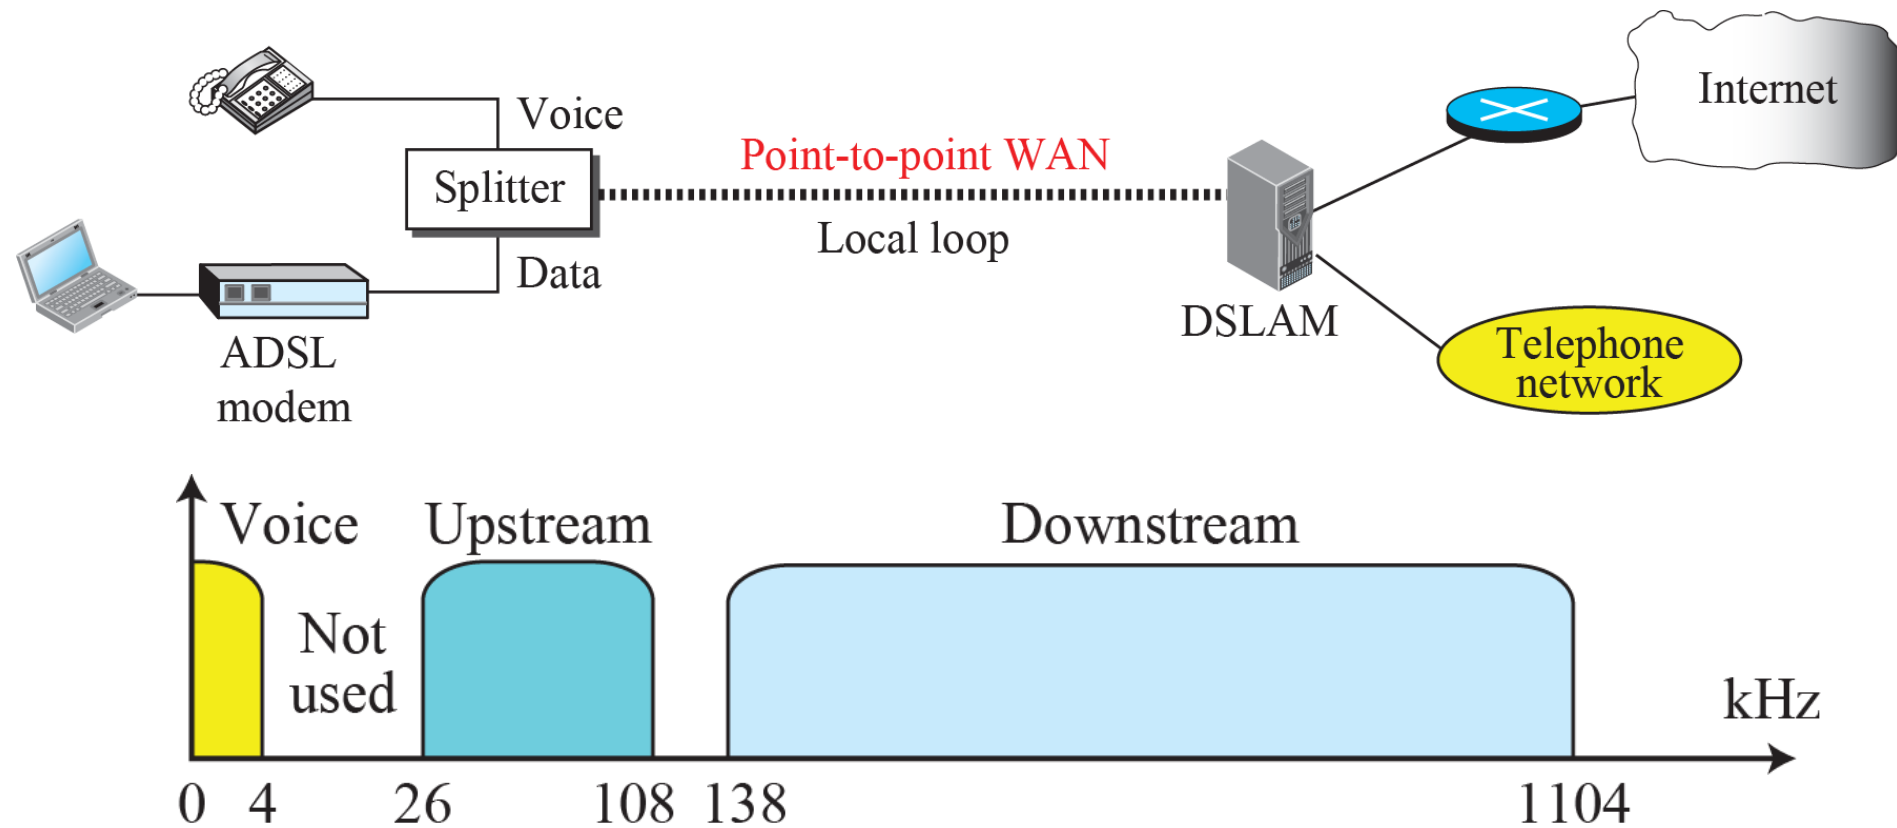 Voice
Splitter
Data
ADSL
modem
Point-to-point WAN
Local loop
DSLAM
Internet
Telephone
network
Voice
Upstream
Downstream
Not
used
kHz
0 4 26 108 138 1104